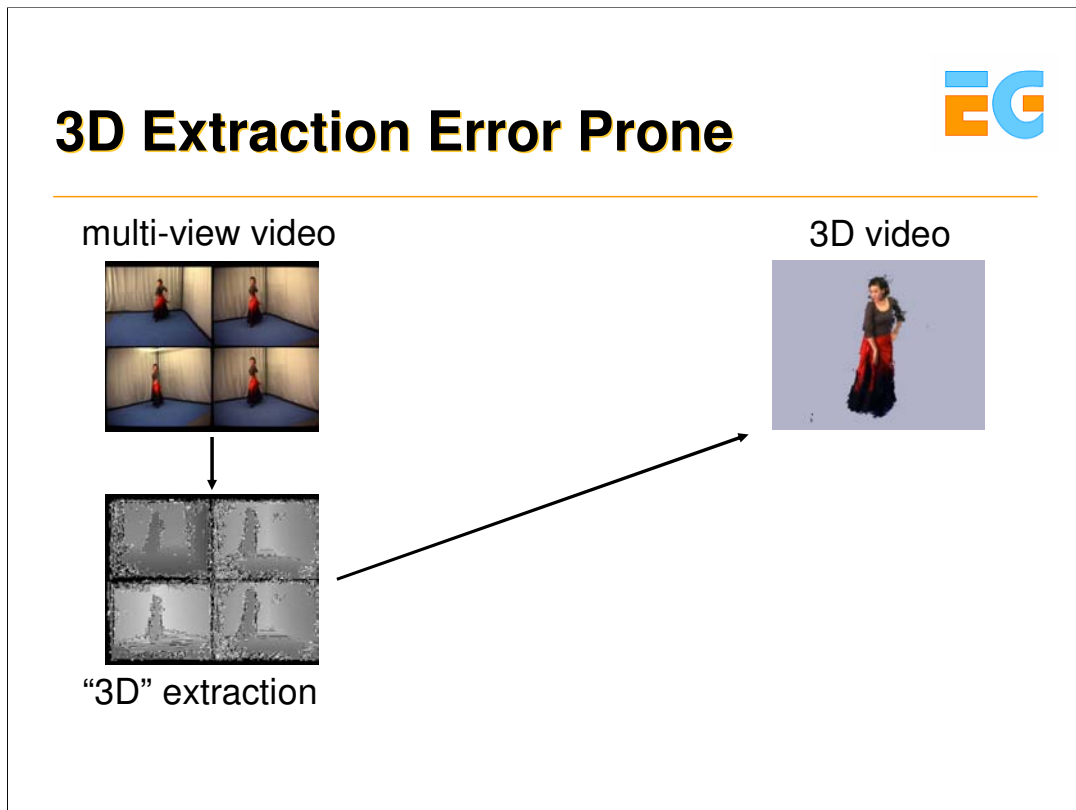 3D Extraction Error Prone
EG
multi-view video
3D video
“3D” extraction